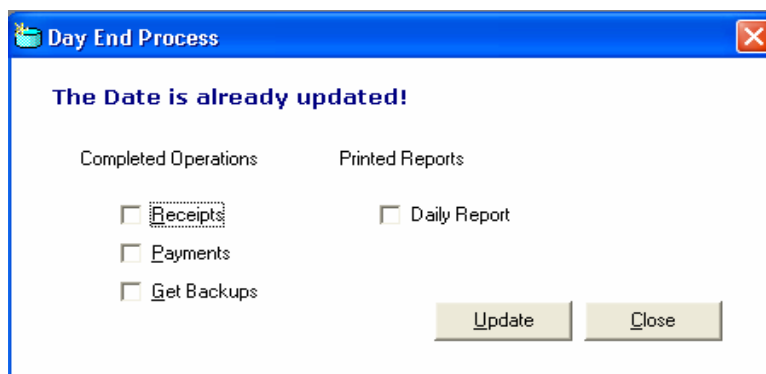 Day End Process
The Date is already updated!
Completed Operations Printed Reports
Receipts Daily Report
Payments
Get Backups
Update Close